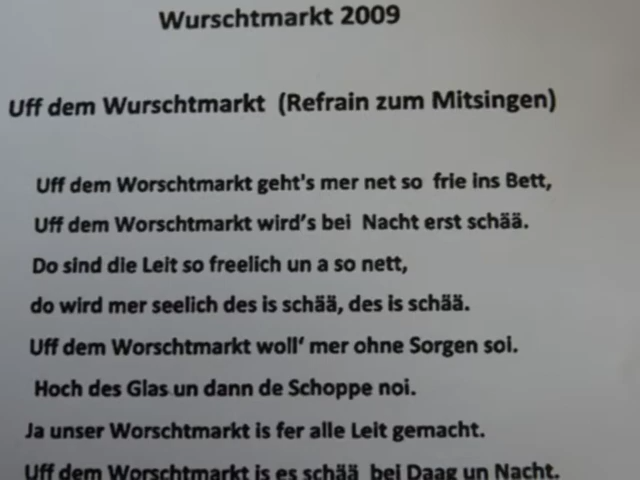 Wurschtmarkt 2009
Uff dem Wurschtmarkt (Refrain zum Mitsingen)
Uff dem Worschtmarkt geht's mer net so frie ins Bett,
Uff dem Worschtmarkt wird's bei Nacht erst schää.
Do sind die Leit so freelich un a so nett,
do wird mer seelich des is schää, des is schää.
Uff dem Worschtmarkt woll' mer ohne Sorgen soi.
Hoch des Glas un dann de Schoppe noi.
Ja unser Worschtmarkt is fer alle Leit gemacht.
Uff dem Worschtmarkt is es schää bei Daag un Nacht.